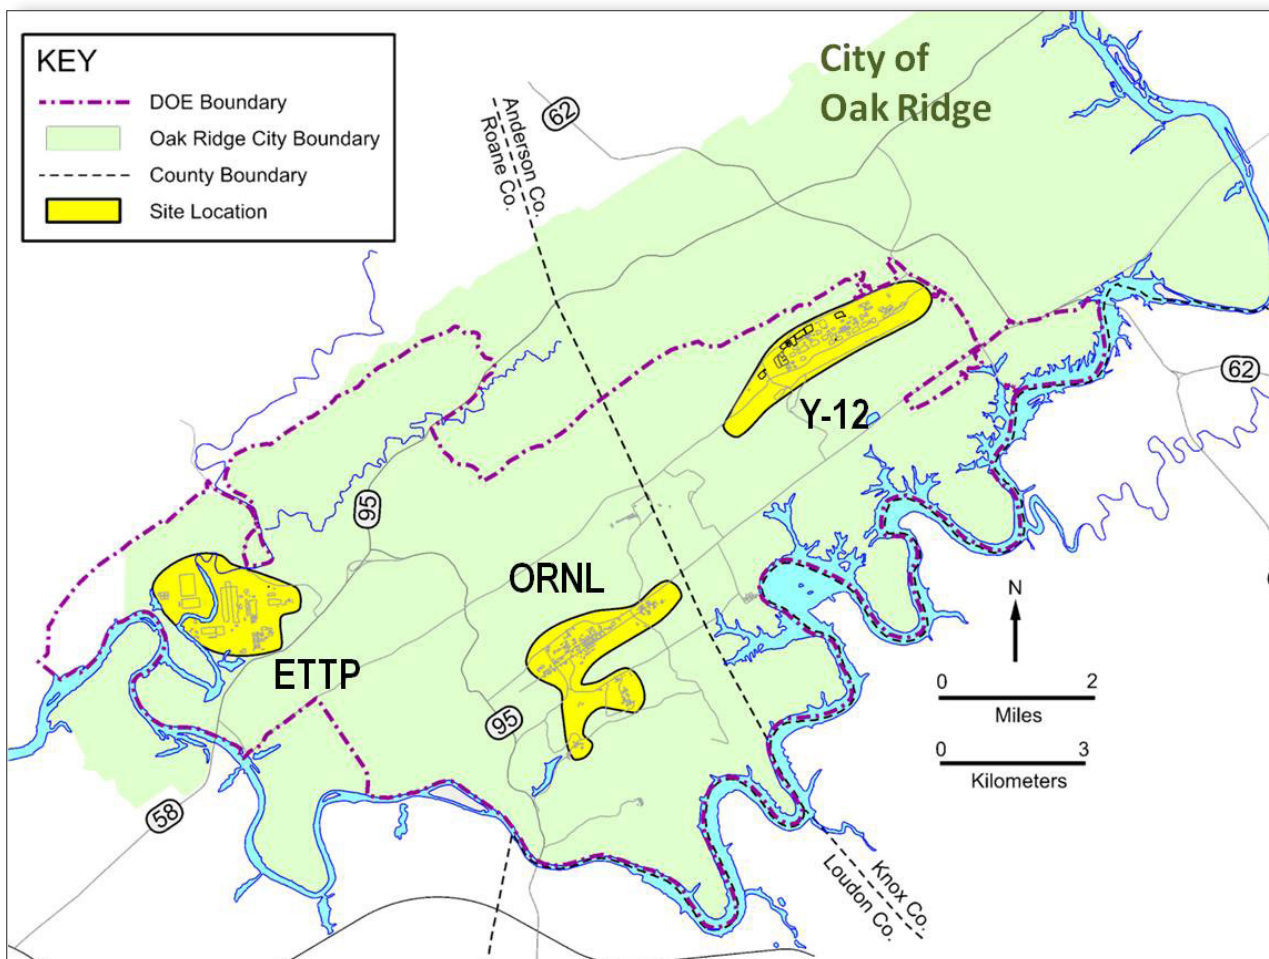 KEY
DOE Boundary
Oak Ridge City Boundary
County Boundary
Site Location
City of
Oak Ridge
62
Anderson Co.
Roane Co.
62
Y-12
95
ORNL
ETTP
95
58
N
0 2
Miles
0 3
Kilometers
Knox Co.
Loudon Co.